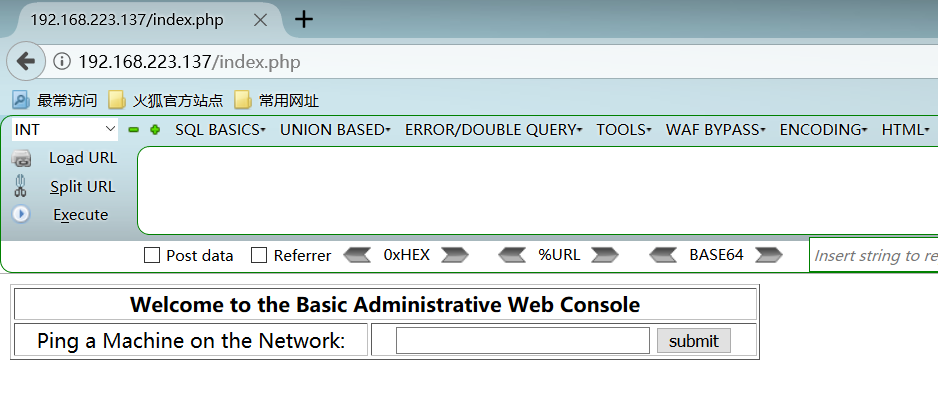 192.168.223.137/index.php
192.168.223.137/index.php
最常访问 火狐官方站点 常用网址
INT SQL BASICS UNION BASED ERROR/DOUBLE QUERY TOOLS WAF BYPASS ENCODING HTML
Load URL
Split URL
Execute
Post data Referrer 0xHEX %URL BASE64 Insert string to re
Welcome to the Basic Administrative Web Console
Ping a Machine on the Network: submit